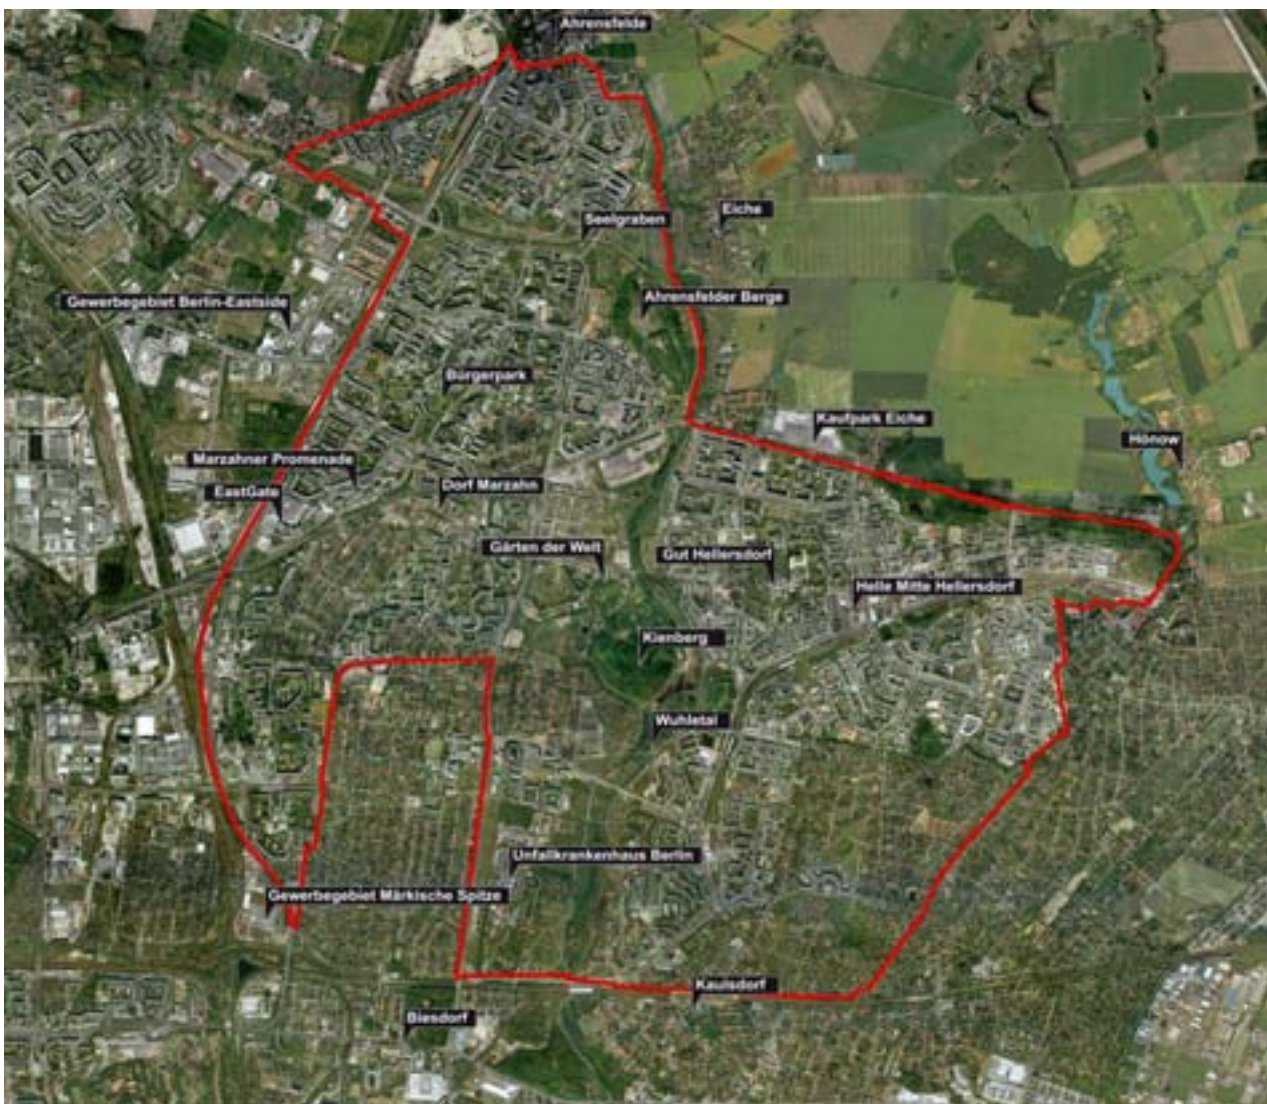 Ahrensfelde
Seelgraben
Eiche
Gewerbegebiet Berlin-Eastside
Ahrensfelder Berge
Bürgerpark
Kaufpark Eiche
Hönow
Marzahner Promenade
EastGate
Dorf Marzahn
Gärten der Welt
Gut Hellersdorf
Helle Mitte Hellersdorf
Kienberg
Wuhletal
Unfallkrankenhaus Berlin
Gewerbegebiet Märkische Spitze
Kaulsdorf
Biesdorf